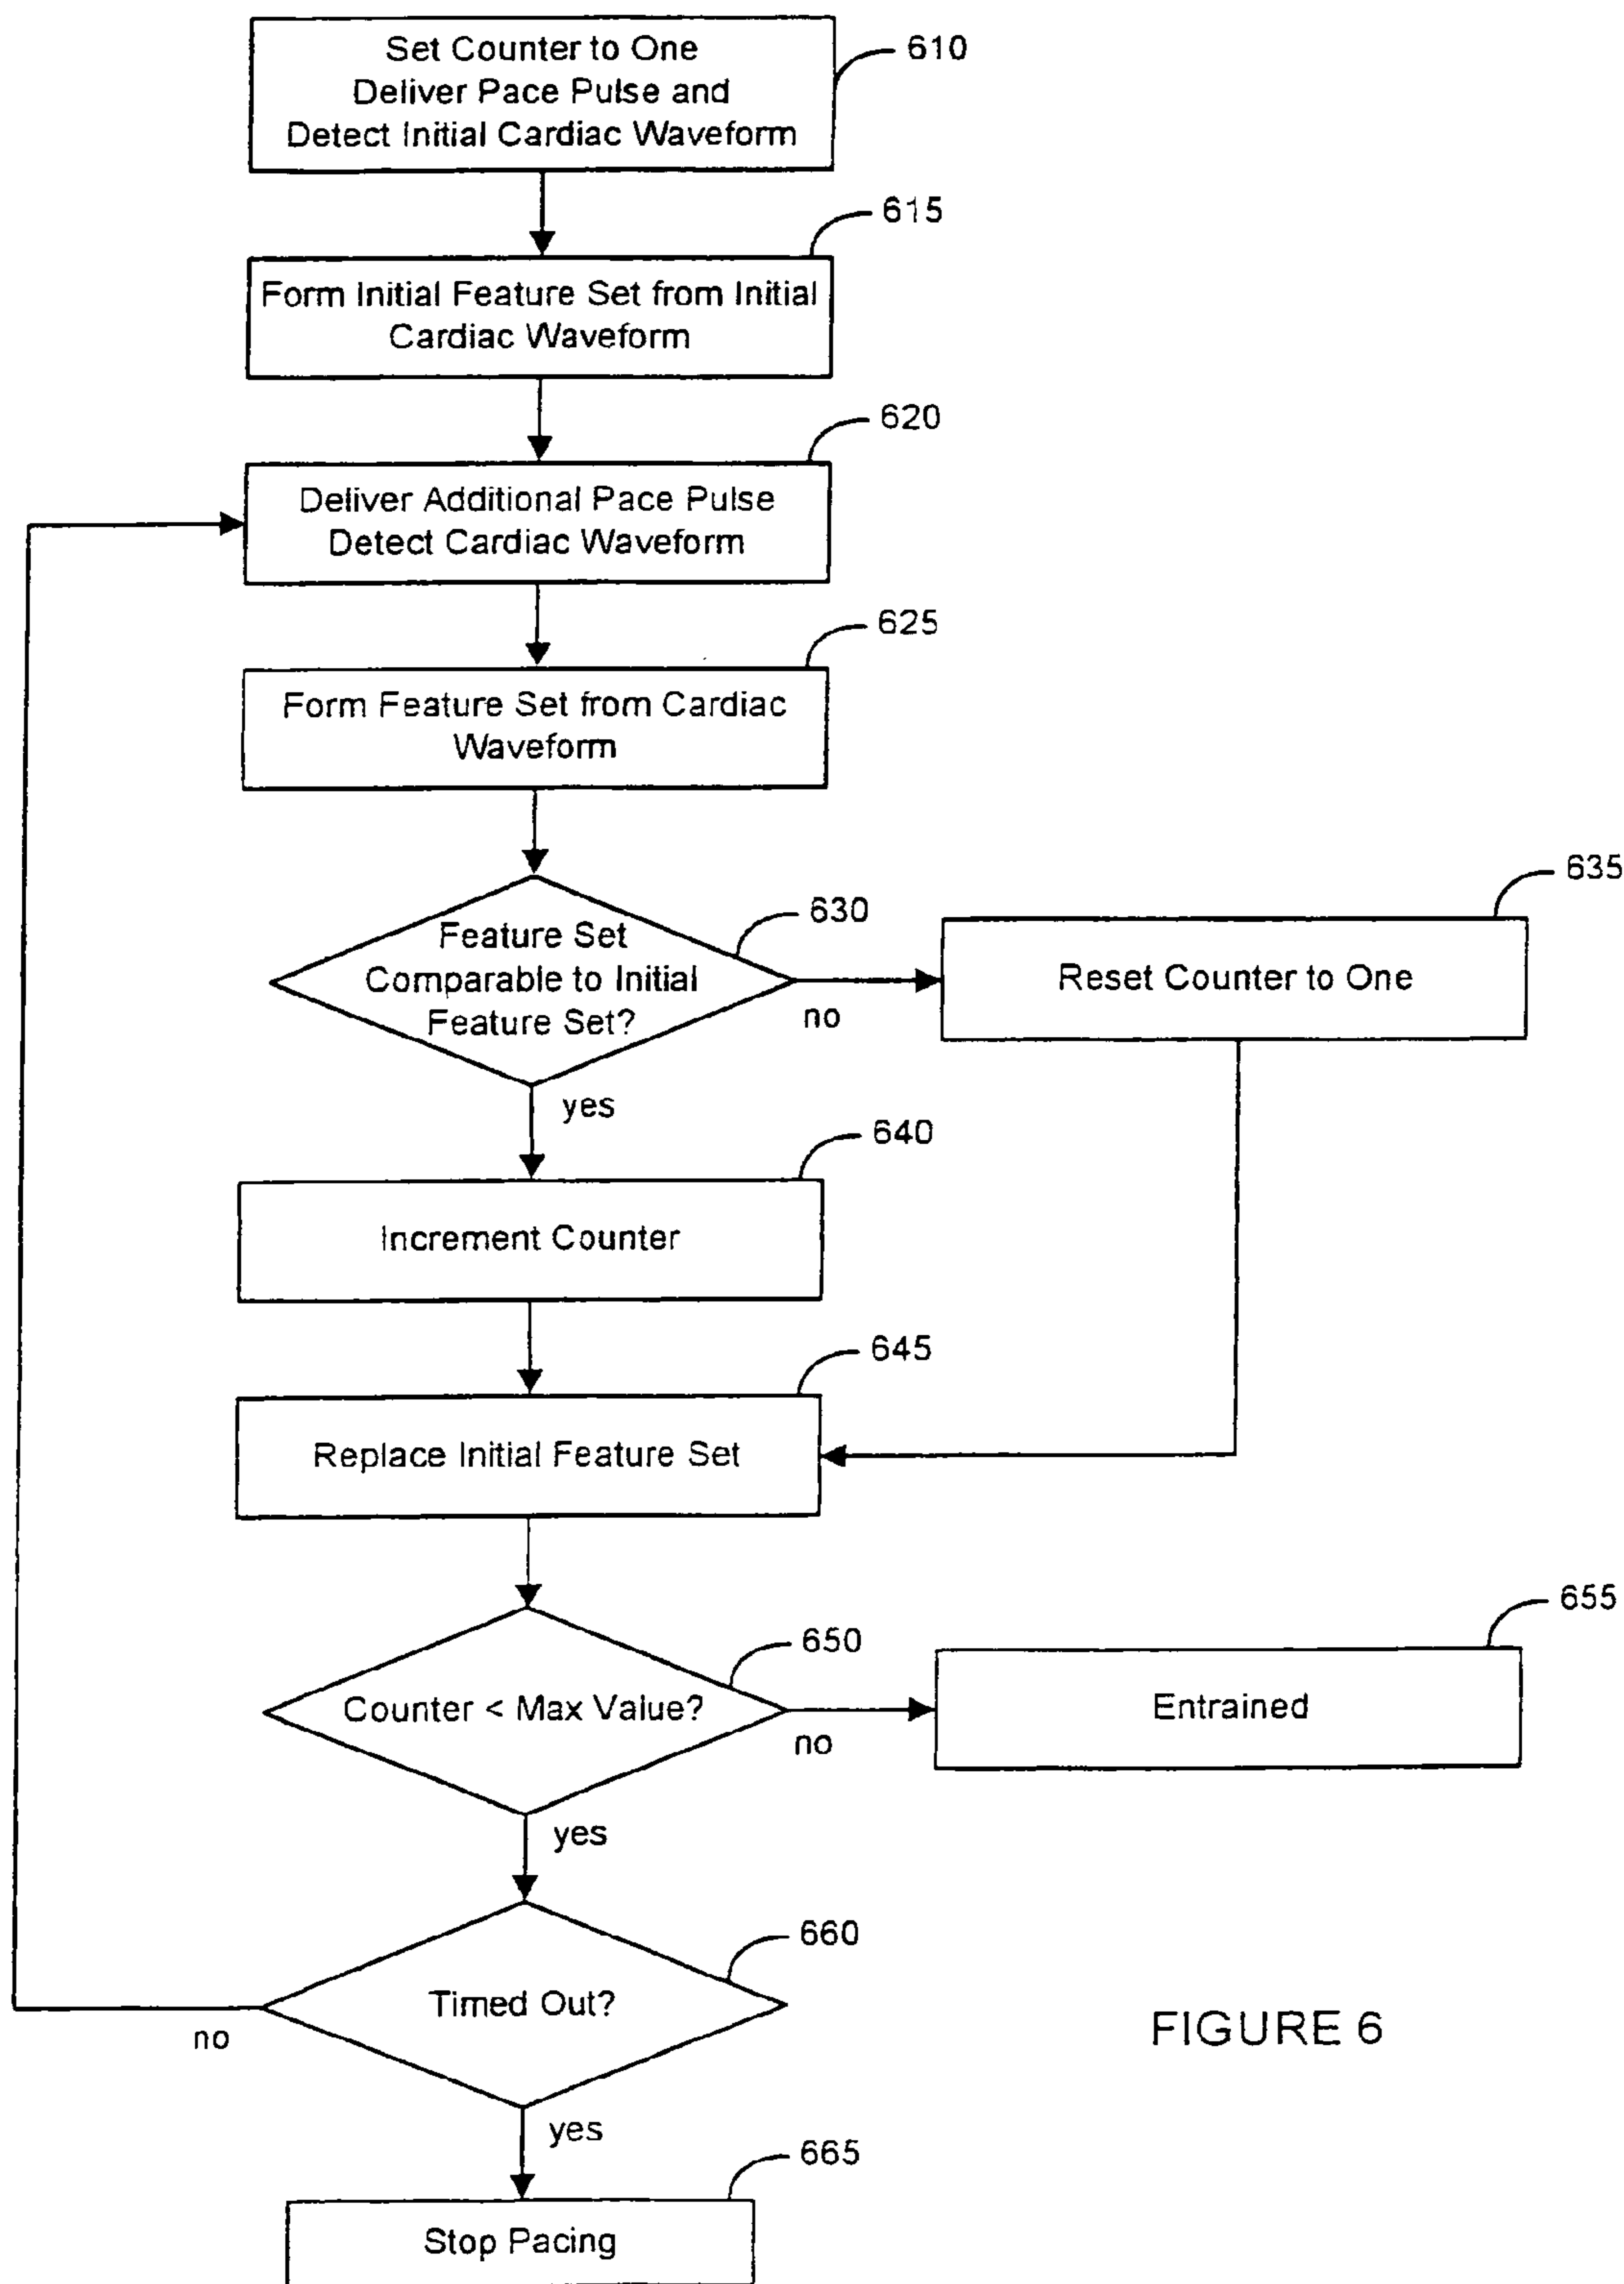 Set Counter to One
Deliver Pace Pulse and
Detect Initial Cardiac Waveform
610
615
Form Initial Feature Set from Initial
Cardiac Waveform
620
Deliver Additional Pace Pulse
Detect Cardiac Waveform
625
Form Feature Set from Cardiac
Waveform
630
Feature Set
Comparable to Initial
Feature Set?
no
635
Reset Counter to One
yes
640
Increment Counter
645
Replace Initial Feature Set
650
Counter < Max Value?
no
655
Entrained
yes
660
Timed Out?
no
FIGURE 6
yes
665
Stop Pacing